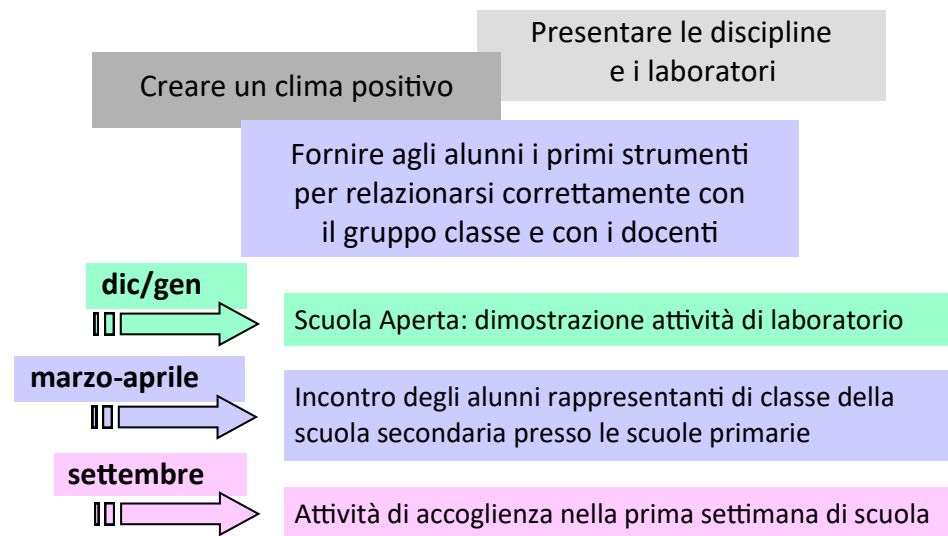 Presentare le discipline
e i laboratori
Creare un clima positivo
Fornire agli alunni i primi strumenti
per relazionarsi correttamente con
il gruppo classe e con i docenti
dic/gen
Scuola Aperta: dimostrazione attività di laboratorio
marzo-aprile
Incontro degli alunni rappresentanti di classe della
scuola secondaria presso le scuole primarie
settembre
Attività di accoglienza nella prima settimana di scuola